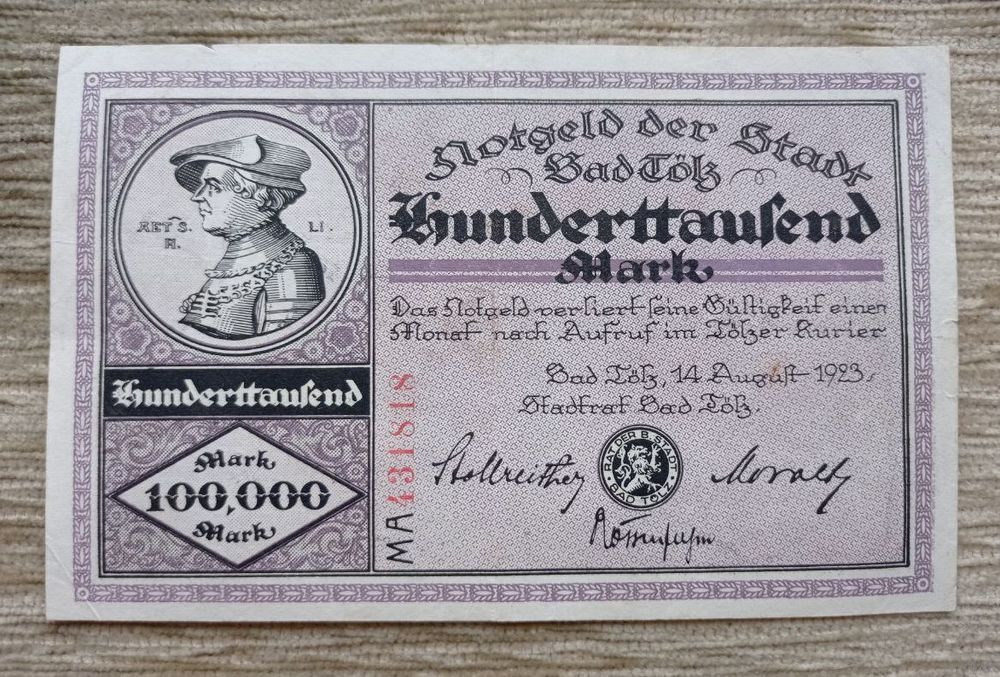 Notgeld der Stadt
Bad Tölz
Hunderttausend
Mark
Das Notgeld verliert seine Gültigkeit einen
Monat nach Aufruf im Tölzer Kurier
Bad Tölz, 14 August 1923.
Stadtrat Bad Tölz.
RAT DER B. STADT
BAD TÖLZ
Stollreither
MA 431818
AET S.
LI.
Hunderttausend
Mark
100,000
Mark